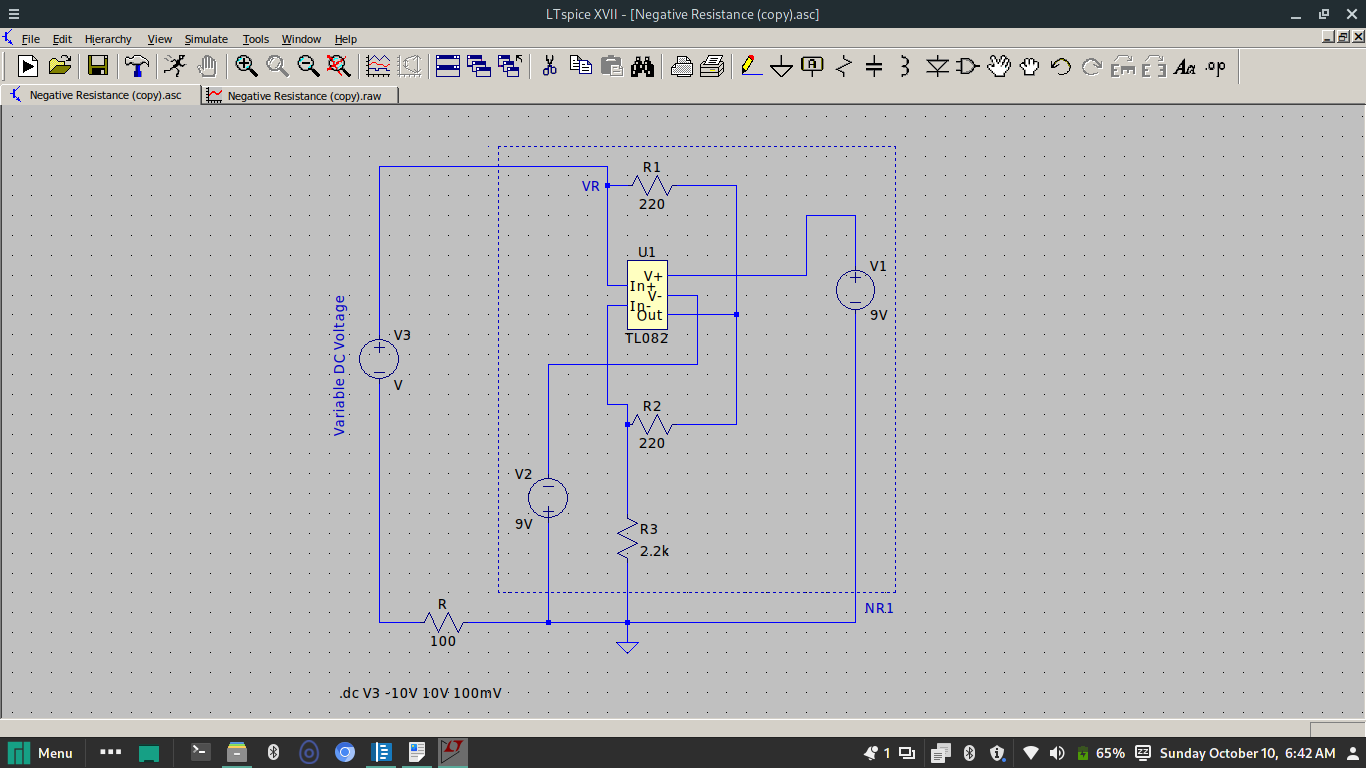 LTspice XVII - [Negative Resistance (copy).asc]
File Edit Hierarchy View Simulate Tools Window Help
Aa .op
Negative Resistance (copy).asc Negative Resistance (copy).raw
R1
VR
220
U1
V+
In+
V-
In-
Out
TL082
V1
9V
Variable DC Voltage
V3
V
R2
220
V2
9V
R3
2.2k
NR1
R
100
.dc V3 -10V 10V 100mV
Menu 1 65% Sunday October 10, 6:42 AM